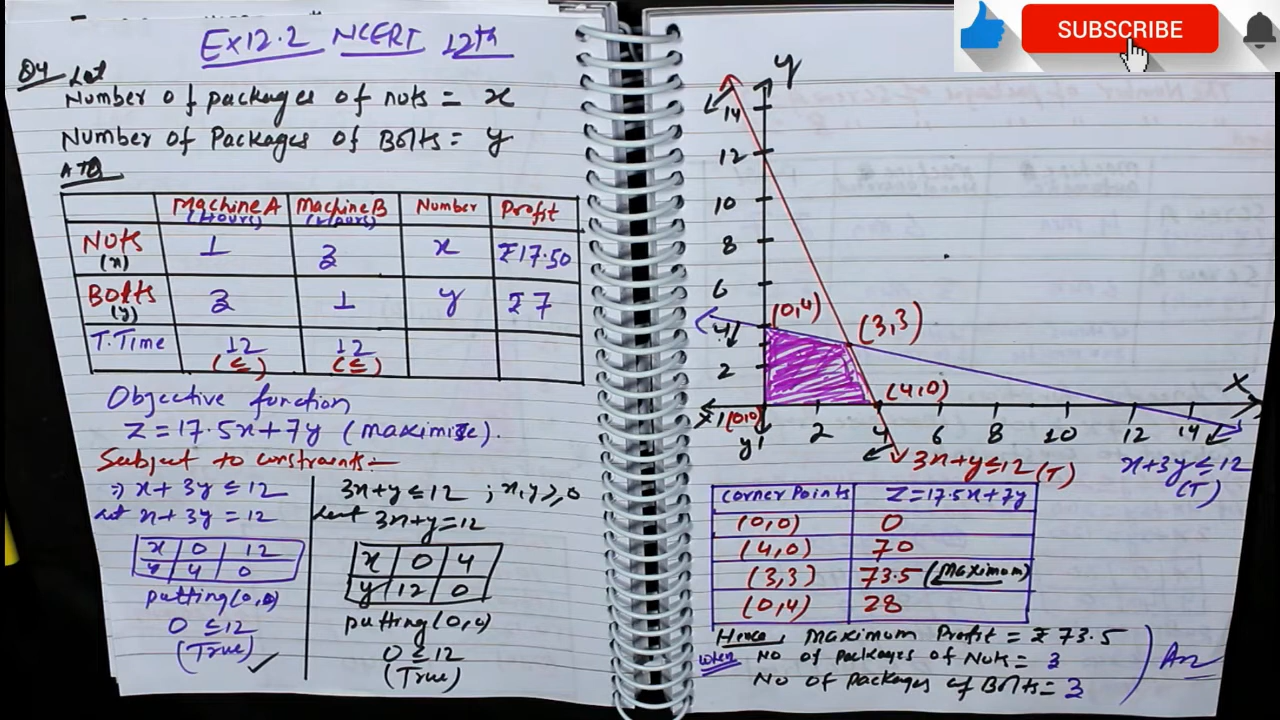 Ex12.2 NCERT 12th
Q4 Let
Number of packages of nuts = x
Number of Packages of Bolts = y
ATQ
Machine A (Hours) Machine B (Hours) Number Profit
Nuts (x) 1 3 x ₹17.50
Bolts (y) 3 1 y ₹7
T.Time 12 (≤) 12 (≤)
Objective function
Z = 17.5x + 7y (maximize).
Subject to constraints:-
⇒ x + 3y ≤ 12
let x + 3y = 12
x 0 12
y 4 0
putting (0,0)
0 ≤ 12
(True)
3x + y ≤ 12 ; x, y ≥ 0
let 3x + y = 12
x 0 4
y 12 0
putting (0,0)
0 ≤ 12
(True)
SUBSCRIBE
y
14
12
10
8
6
4
2
(0,4)
(3,3)
(4,0)
X
x' (0,0)
y' 2 4 6 8 10 12 14
3x+y≤12 (T)
x+3y≤12
(T)
Corner Points Z = 17.5x + 7y
(0,0) 0
(4,0) 70
(3,3) 73.5 (Maximum)
(0,4) 28
Hence, Maximum Profit = ₹73.5
when No of packages of Nuts = 3
No of packages of Bolts = 3
Ans